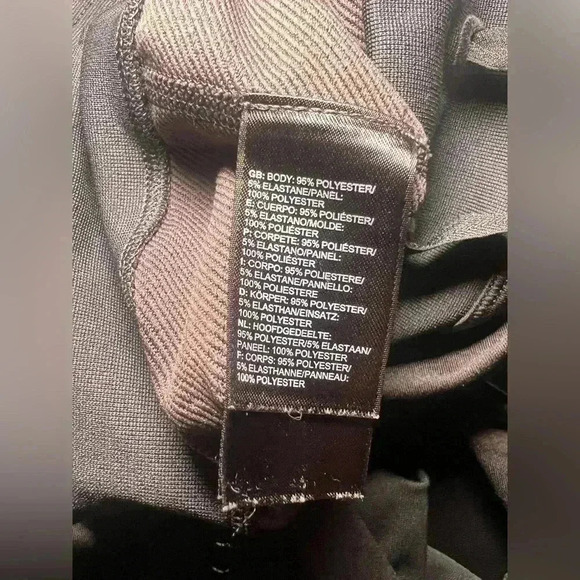 GB: BODY: 95% POLYESTER/
5% ELASTANE/PANEL:
100% POLYESTER
E: CUERPO: 95% POLIÉSTER/
5% ELASTANO/MOLDE:
100% POLIÉSTER
P: CORPETE: 95% POLIÉSTER/
5% ELASTANO/PAINEL:
100% POLIÉSTER
I: CORPO: 95% POLIESTERE/
5% ELASTANE/PANNELLO:
100% POLIESTERE
D: KÖRPER: 95% POLYESTER/
5% ELASTHAN/EINSATZ:
100% POLYESTER
NL: HOOFDGEDEELTE:
95% POLYESTER/5% ELASTAAN/
PANEEL: 100% POLYESTER
F: CORPS: 95% POLYESTER/
5% ELASTHANNE/PANNEAU:
100% POLYESTER